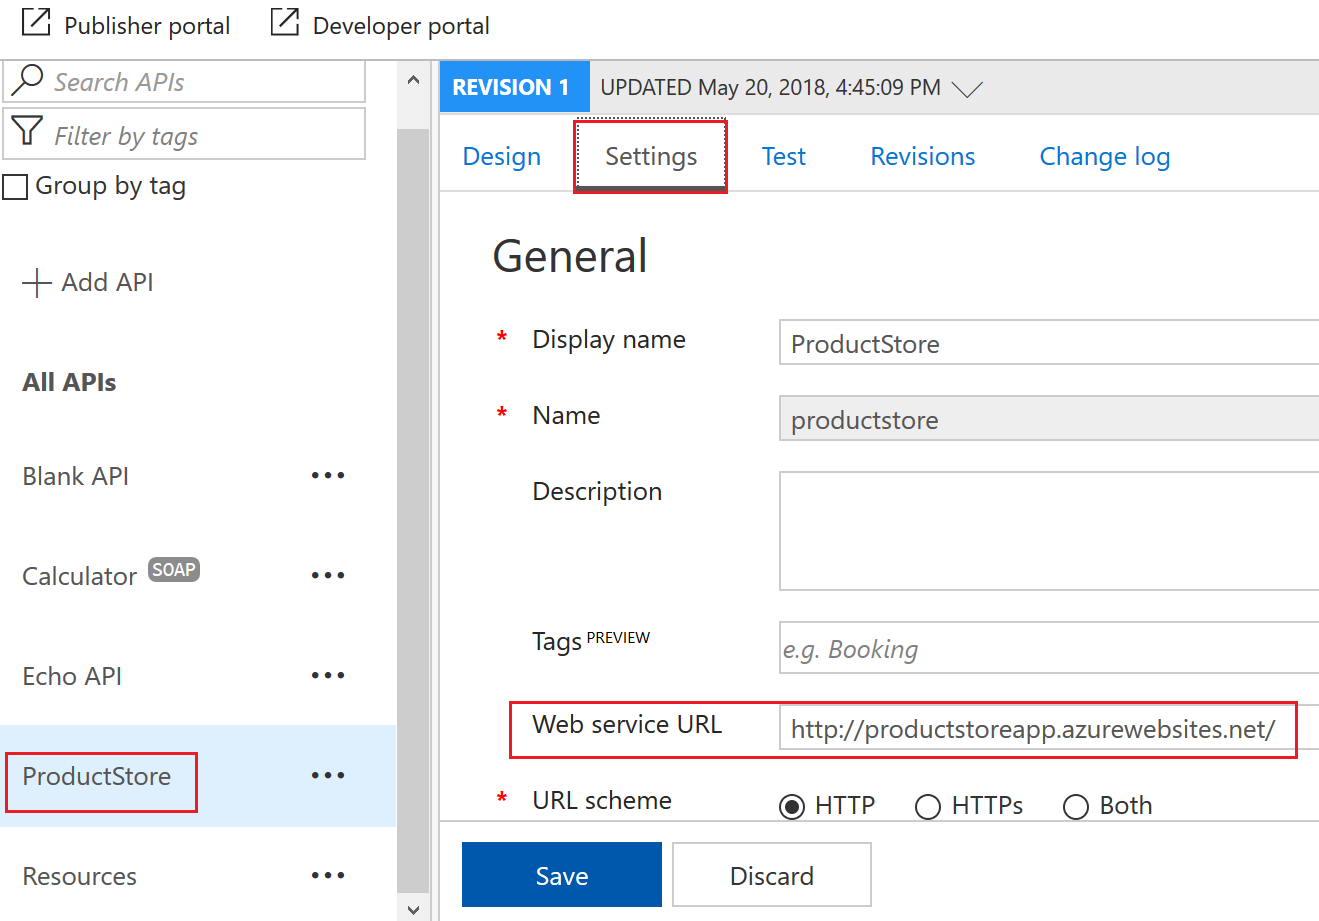 Publisher portal
Developer portal
Search APIs
Filter by tags
Group by tag
Add API
All APIs
Blank API
Calculator SOAP
Echo API
ProductStore
Resources
REVISION 1
UPDATED May 20, 2018, 4:45:09 PM
Design
Settings
Test
Revisions
Change log
General
* Display name
ProductStore
* Name
productstore
Description
Tags PREVIEW
e.g. Booking
Web service URL
http://productstoreapp.azurewebsites.net/
* URL scheme
HTTP
HTTPs
Both
Save
Discard